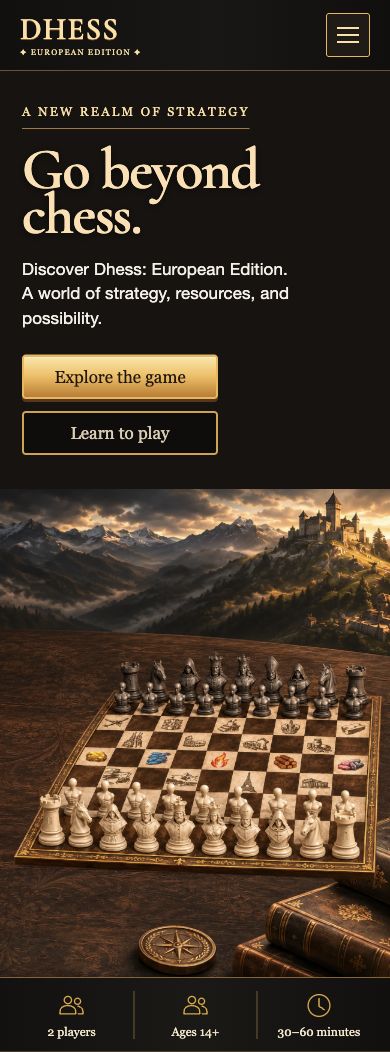 DHESS
✦ EUROPEAN EDITION ✦
A NEW REALM OF STRATEGY
Go beyond
chess.
Discover Dhess: European Edition.
A world of strategy, resources, and
possibility.
Explore the game
Learn to play
2 players
Ages 14+
30–60 minutes